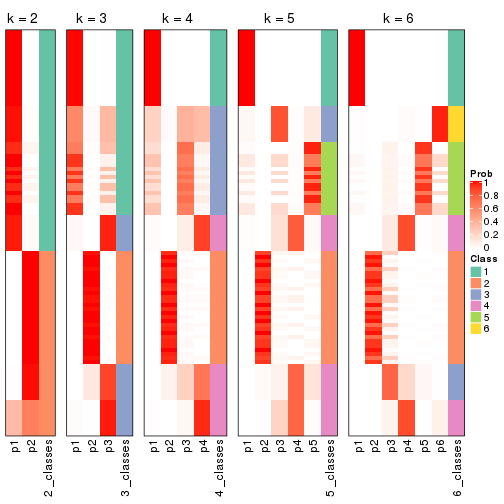 k = 2
k = 3
k = 4
k = 5
k = 6
Prob
1
0.8
0.6
0.4
0.2
0
Class
1
2
3
4
5
6
p1
p2
2_classes
p1
p2
p3
3_classes
p1
p2
p3
p4
4_classes
p1
p2
p3
p4
p5
5_classes
p1
p2
p3
p4
p5
p6
6_classes